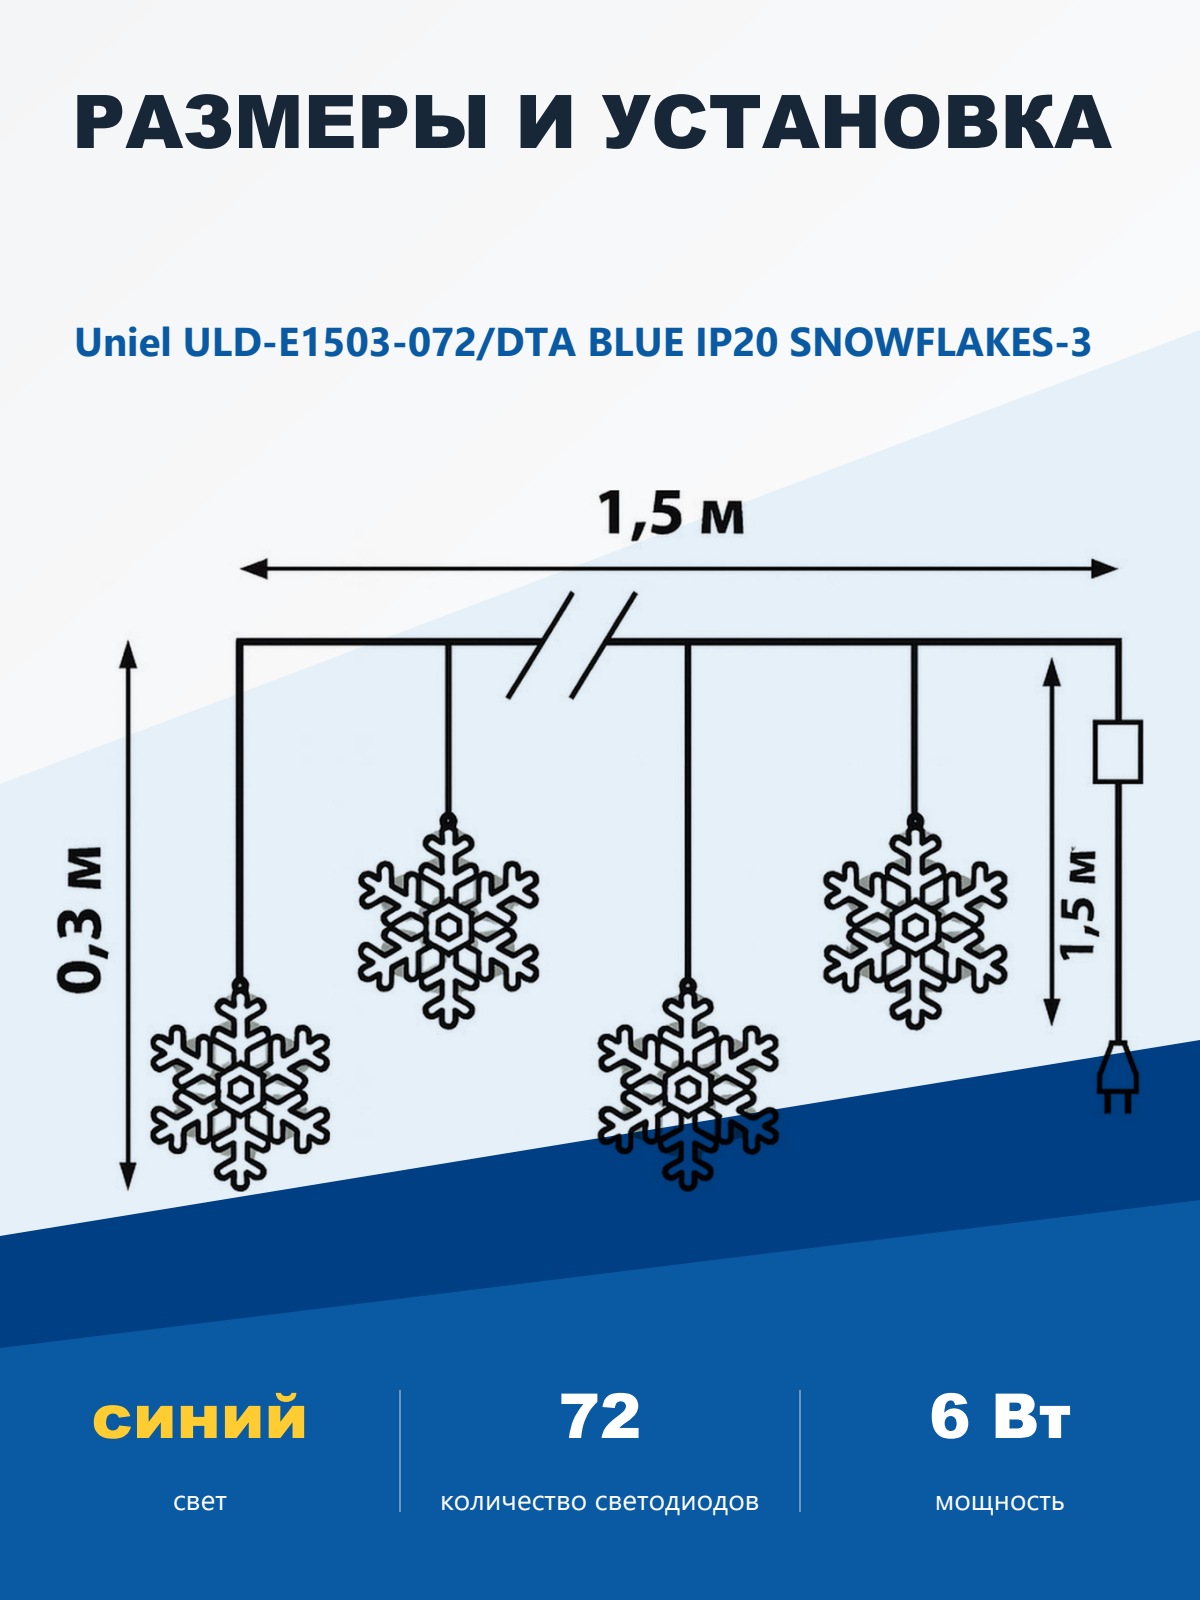 РАЗМЕРЫ И УСТАНОВКА
Uniel ULD-E1503-072/DTA BLUE IP20 SNOWFLAKES-3
1,5 м
0,3 м
1,5 м
синий
72
6 Вт
свет
количество светодиодов
мощность